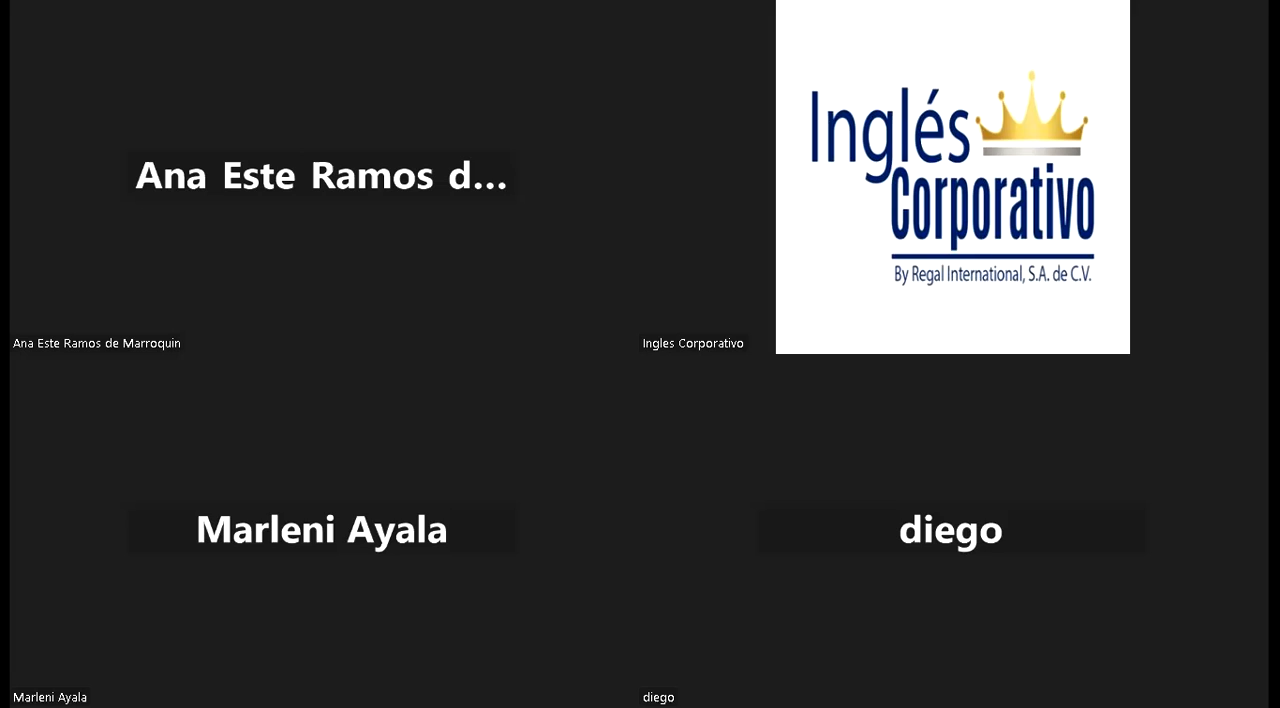 Ana Este Ramos d...
Ana Este Ramos de Marroquin
Inglés
Corporativo
By Regal International, S.A. de C.V.
Ingles Corporativo
Marleni Ayala
Marleni Ayala
diego
diego